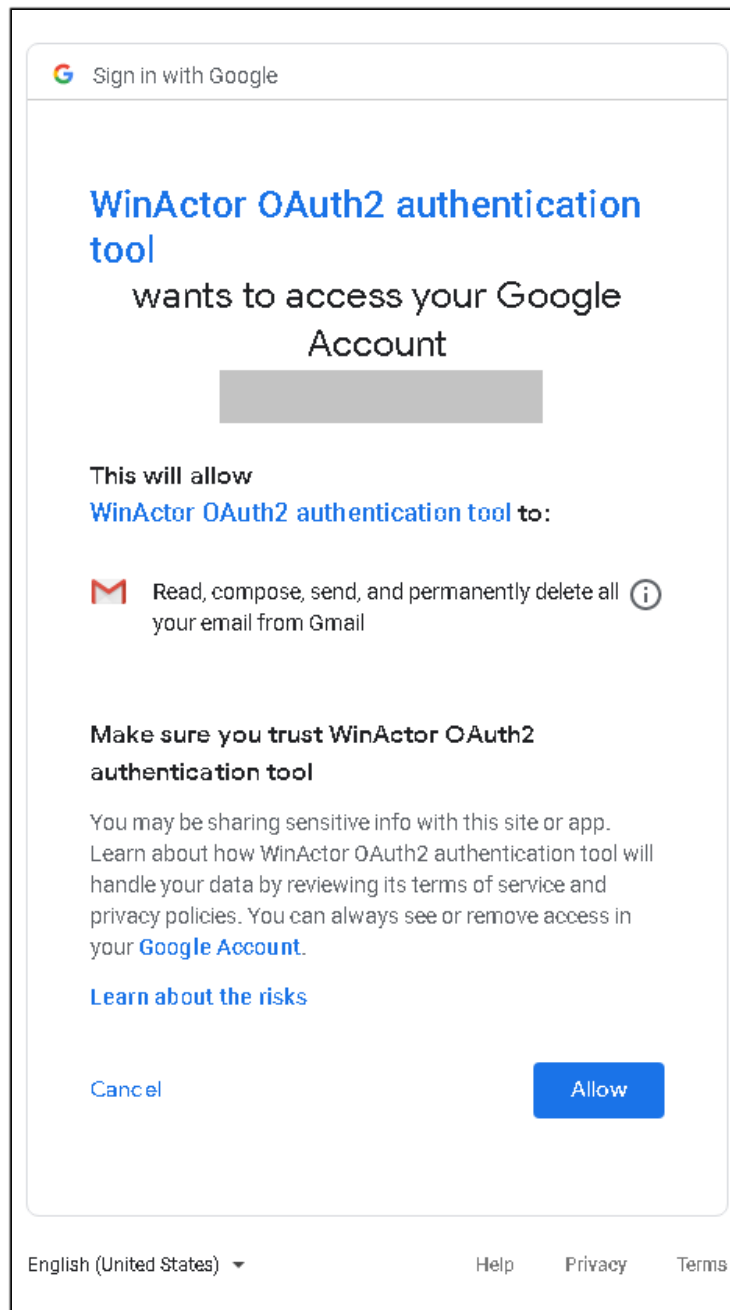 Sign in with Google
WinActor OAuth2 authentication
tool
wants to access your Google
Account
This will allow
WinActor OAuth2 authentication tool to:
Read, compose, send, and permanently delete all
your email from Gmail
Make sure you trust WinActor OAuth2
authentication tool
You may be sharing sensitive info with this site or app.
Learn about how WinActor OAuth2 authentication tool will
handle your data by reviewing its terms of service and
privacy policies. You can always see or remove access in
your Google Account.
Learn about the risks
Cancel Allow
English (United States) Help Privacy Terms